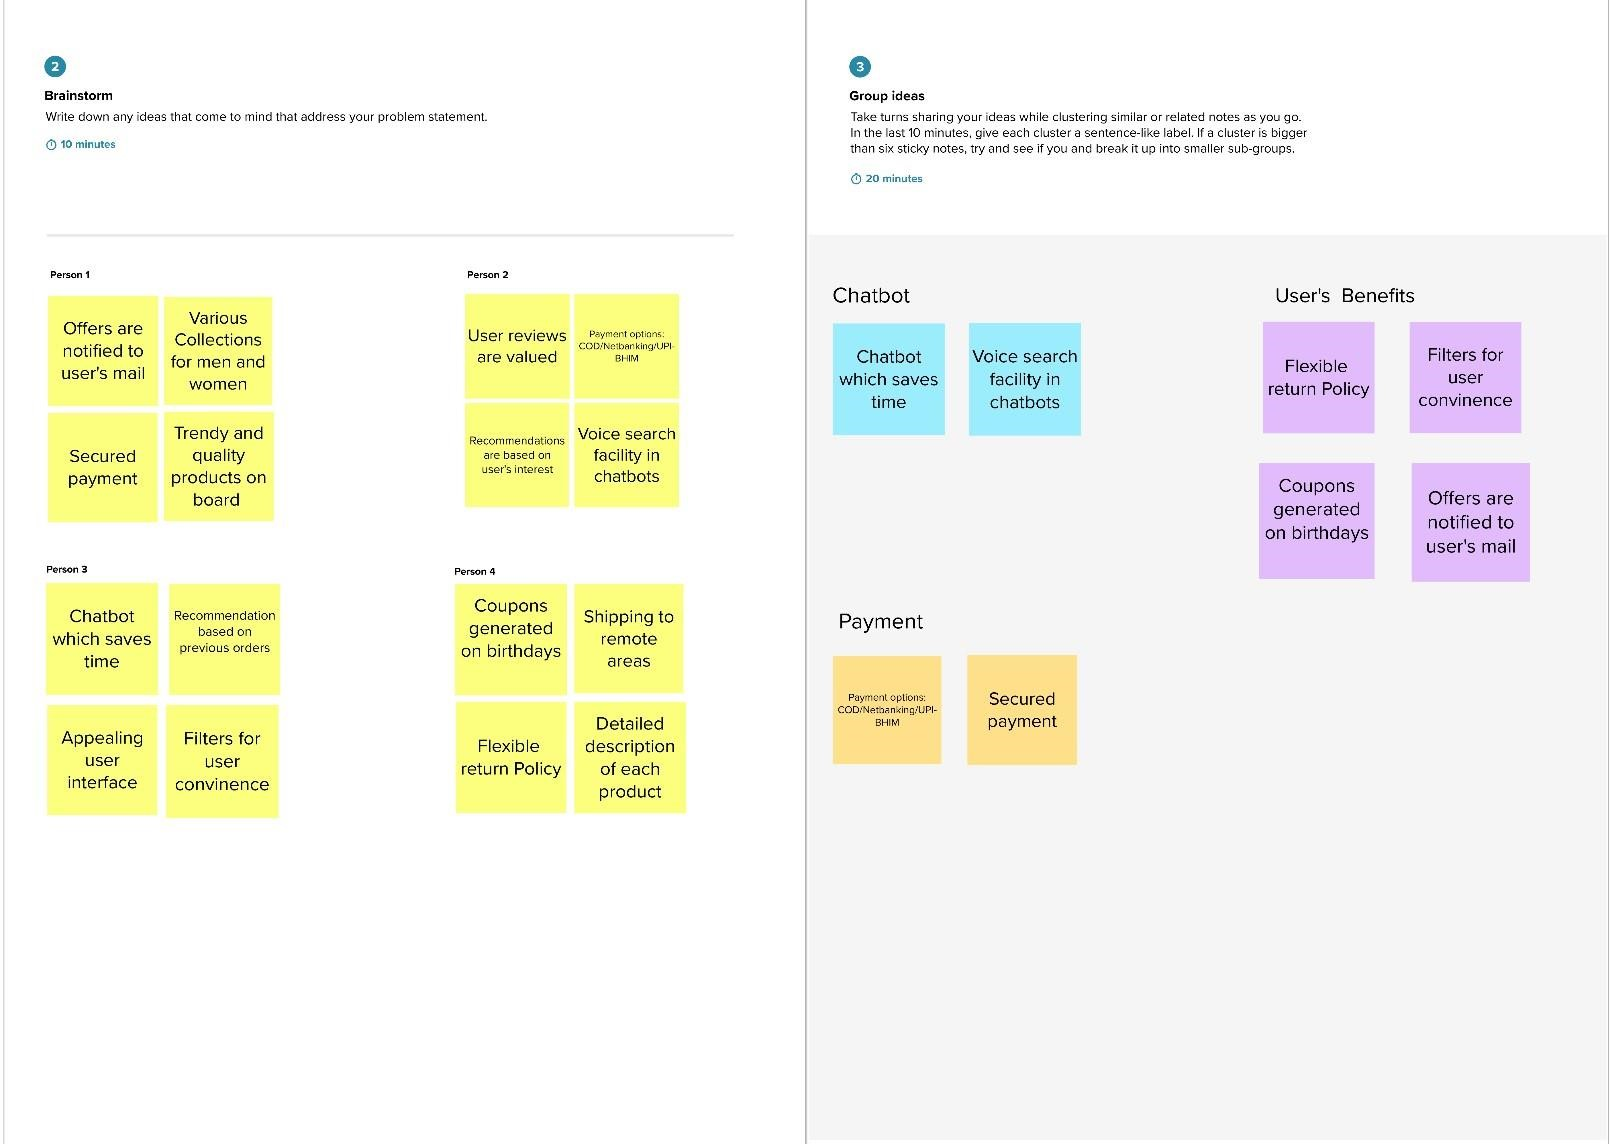 2
Brainstorm
Write down any ideas that come to mind that address your problem statement.
10 minutes
Person 1
Offers are
notified to
user's mail
Various
Collections
for men and
women
Secured
payment
Trendy and
quality
products on
board
Person 2
User reviews
are valued
Payment options:
COD/Netbanking/UPI-
BHIM
Recommendations
are based on
user's interest
Voice search
facility in
chatbots
Person 3
Chatbot
which saves
time
Recommendation
based on
previous orders
Appealing
user
interface
Filters for
user
convinence
Person 4
Coupons
generated
on birthdays
Shipping to
remote
areas
Flexible
return Policy
Detailed
description
of each
product
3
Group ideas
Take turns sharing your ideas while clustering similar or related notes as you go.
In the last 10 minutes, give each cluster a sentence-like label. If a cluster is bigger
than six sticky notes, try and see if you and break it up into smaller sub-groups.
20 minutes
Chatbot
Chatbot
which saves
time
Voice search
facility in
chatbots
User's Benefits
Flexible
return Policy
Filters for
user
convinence
Coupons
generated
on birthdays
Offers are
notified to
user's mail
Payment
Payment options:
COD/Netbanking/UPI-
BHIM
Secured
payment